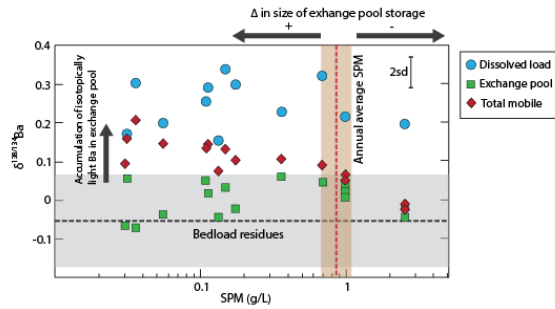 Δ in size of exhange pool storage
+
-
0.4
0.3
0.2
0.1
0
-0.1
δ138/134Ba
Accumulation of isotopically
light Ba in exchange pool
Annual average SPM
2sd
Bedload residues
0.1
1
SPM (g/L)
Dissolved load
Exchange pool
Total mobile